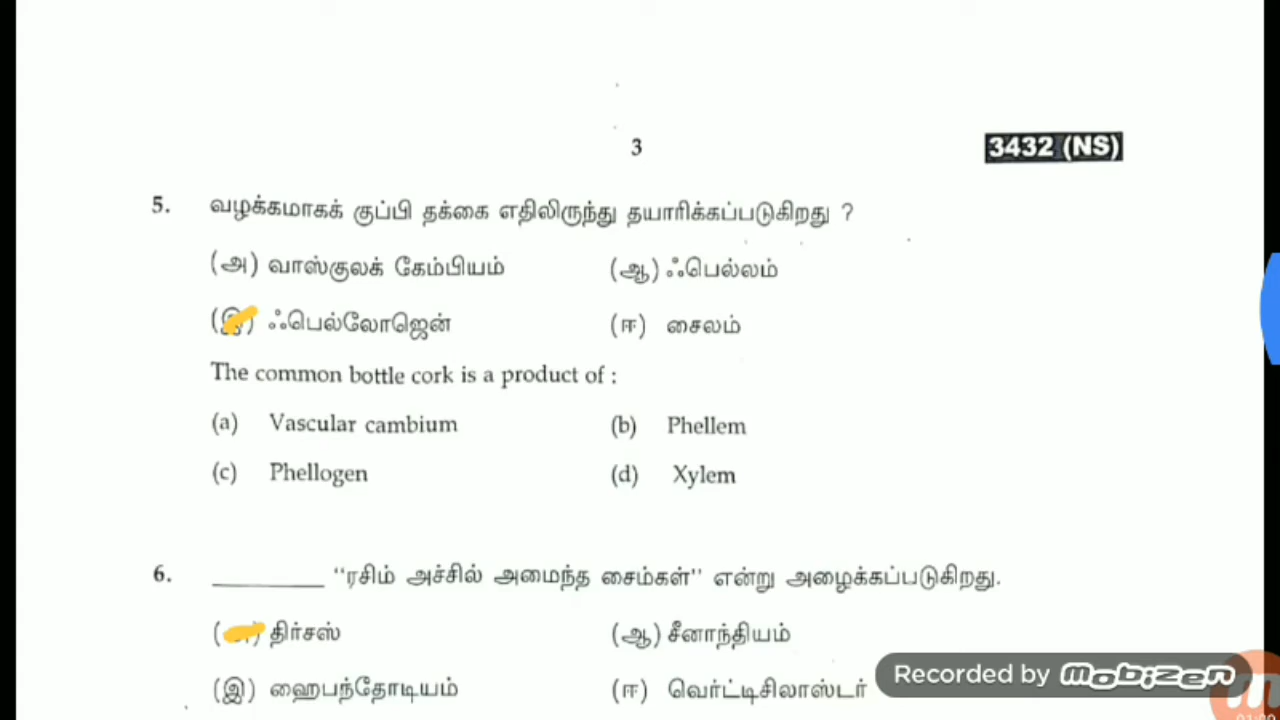 3
3432 (NS)
5. வழக்கமாகக் குப்பி தக்கை எதிலிருந்து தயாரிக்கப்படுகிறது ?
(அ) வாஸ்குலக் கேம்பியம் (ஆ) ஃபெல்லம்
(இ) ஃபெல்லோஜென் (ஈ) சைலம்
The common bottle cork is a product of :
(a) Vascular cambium (b) Phellem
(c) Phellogen (d) Xylem
6. ________ “ரசிம் அச்சில் அமைந்த சைம்கள்” என்று அழைக்கப்படுகிறது.
(அ) திர்சஸ் (ஆ) சீனாந்தியம்
(இ) ஹைபந்தோடியம் (ஈ) வெர்ட்டிசிலாஸ்டர்
Recorded by mobizen